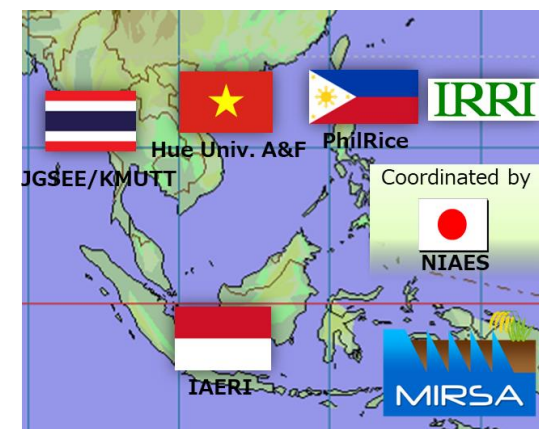 IRRI
Hue Univ. A&F
PhilRice
JGSEE/KMUTT
Coordinated by
NIAES
IAERI
MIRSA